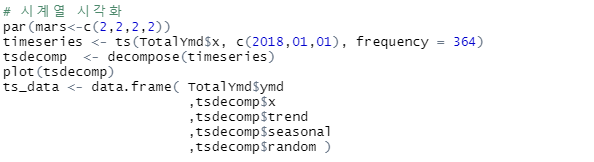 # 시계열 시각화
par(mars<-c(2,2,2,2))
timeseries <- ts(TotalYmd$x, c(2018,01,01), frequency = 364)
tsdecomp  <- decompose(timeseries)
plot(tsdecomp)
ts_data <- data.frame( TotalYmd$ymd
                      ,tsdecomp$x
                      ,tsdecomp$trend
                      ,tsdecomp$seasonal
                      ,tsdecomp$random )